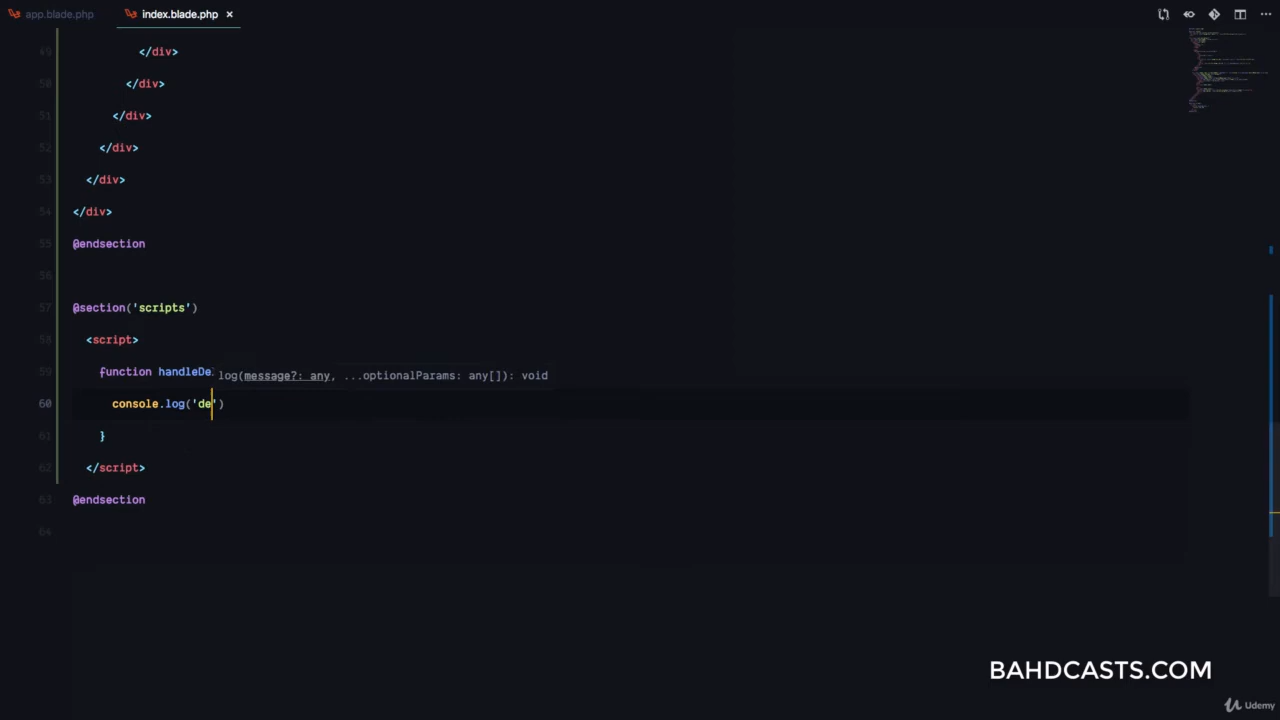 app.blade.php index.blade.php ×
49 </div>
50 </div>
51 </div>
52 </div>
53 </div>
54 </div>
55 @endsection
56
57 @section('scripts')
58 <script>
59 function handleDe
log(message?: any, ...optionalParams: any[]): void
60 console.log('de')
61 }
62 </script>
63 @endsection
64
BAHDCASTS.COM
Udemy